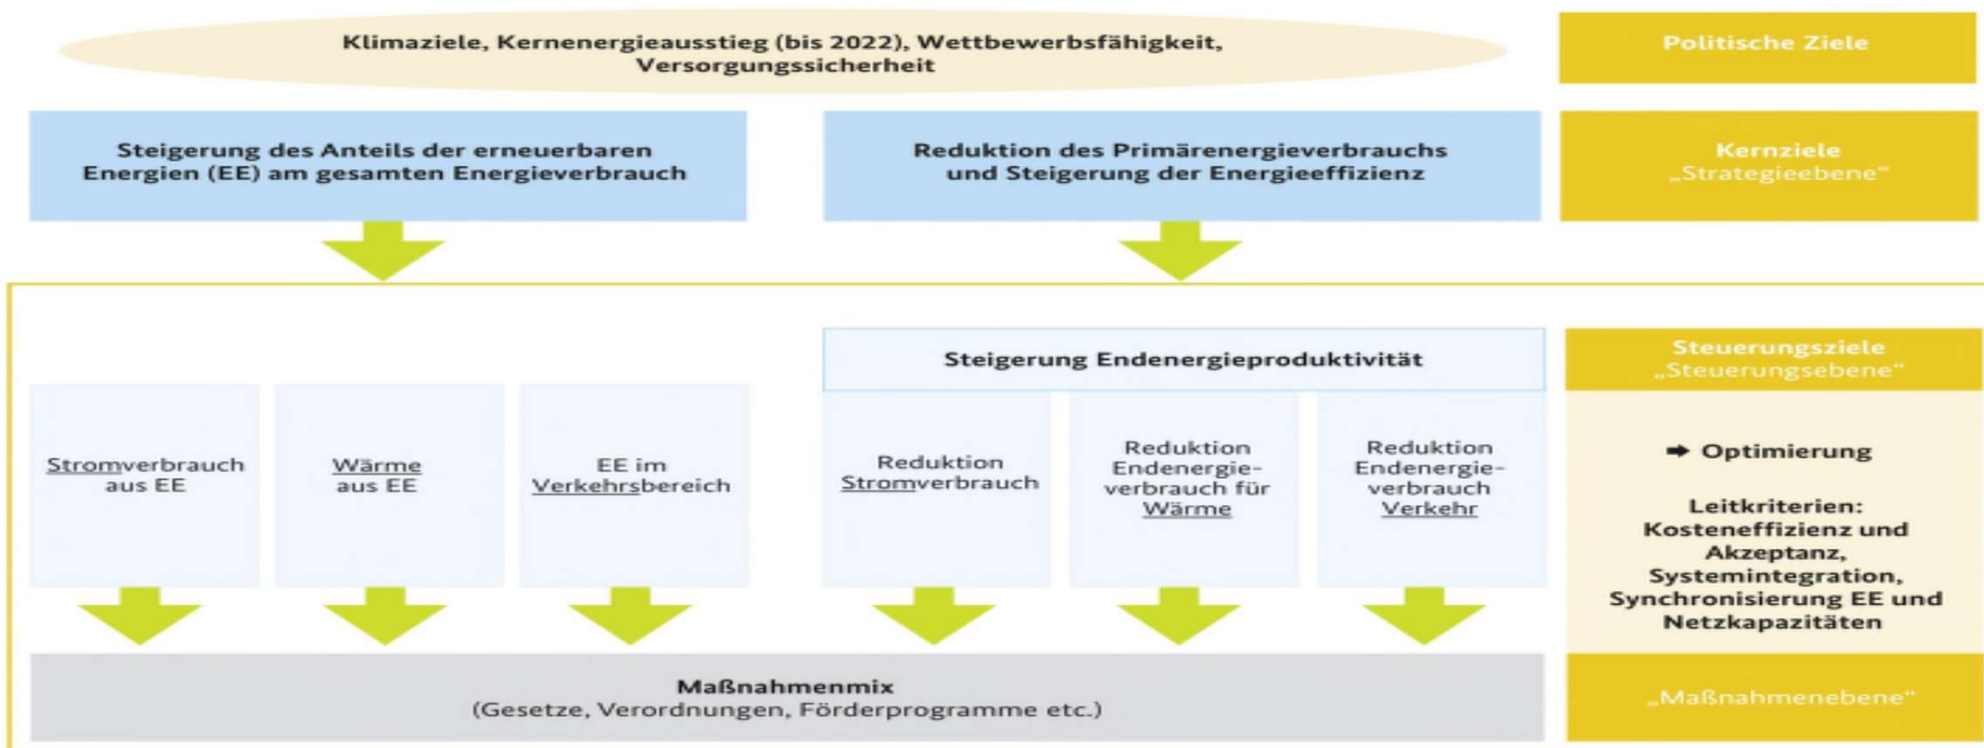 Klimaziele, Kernenergieausstieg (bis 2022), Wettbewerbsfähigkeit,
Versorgungssicherheit
Politische Ziele
Steigerung des Anteils der erneuerbaren
Energien (EE) am gesamten Energieverbrauch
Reduktion des Primärenergieverbrauchs
und Steigerung der Energieeffizienz
Kernziele
„Strategieebene“
Steigerung Endenergieproduktivität
Steuerungsziele
„Steuerungsebene“
Stromverbrauch
aus EE
Wärme
aus EE
EE im
Verkehrsbereich
Reduktion
Stromverbrauch
Reduktion
Endenergie-
verbrauch für
Wärme
Reduktion
Endenergie-
verbrauch
Verkehr
➡ Optimierung
Leitkriterien:
Kosteneffizienz und
Akzeptanz,
Systemintegration,
Synchronisierung EE und
Netzkapazitäten
Maßnahmenmix
(Gesetze, Verordnungen, Förderprogramme etc.)
„Maßnahmenebene“